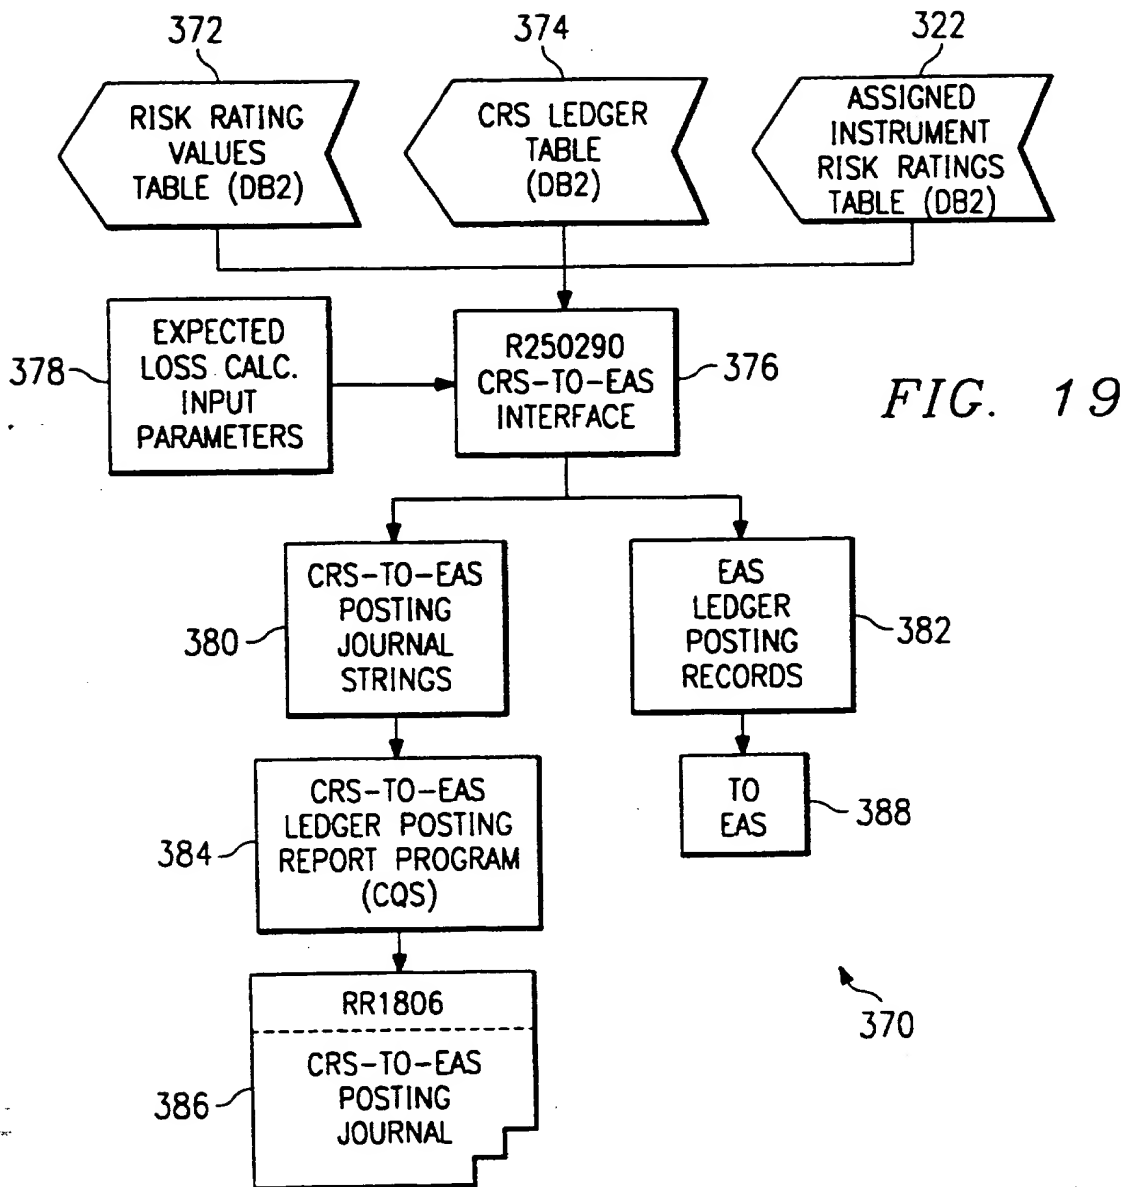 372
374
322
RISK RATING
VALUES
TABLE (DB2)
CRS LEDGER
TABLE
(DB2)
ASSIGNED
INSTRUMENT
RISK RATINGS
TABLE (DB2)
378
EXPECTED
LOSS CALC.
INPUT
PARAMETERS
R250290
CRS-TO-EAS
INTERFACE
376
FIG. 19
380
CRS-TO-EAS
POSTING
JOURNAL
STRINGS
EAS
LEDGER
POSTING
RECORDS
382
384
CRS-TO-EAS
LEDGER POSTING
REPORT PROGRAM
(CQS)
TO
EAS
388
386
RR1806
CRS-TO-EAS
POSTING
JOURNAL
370